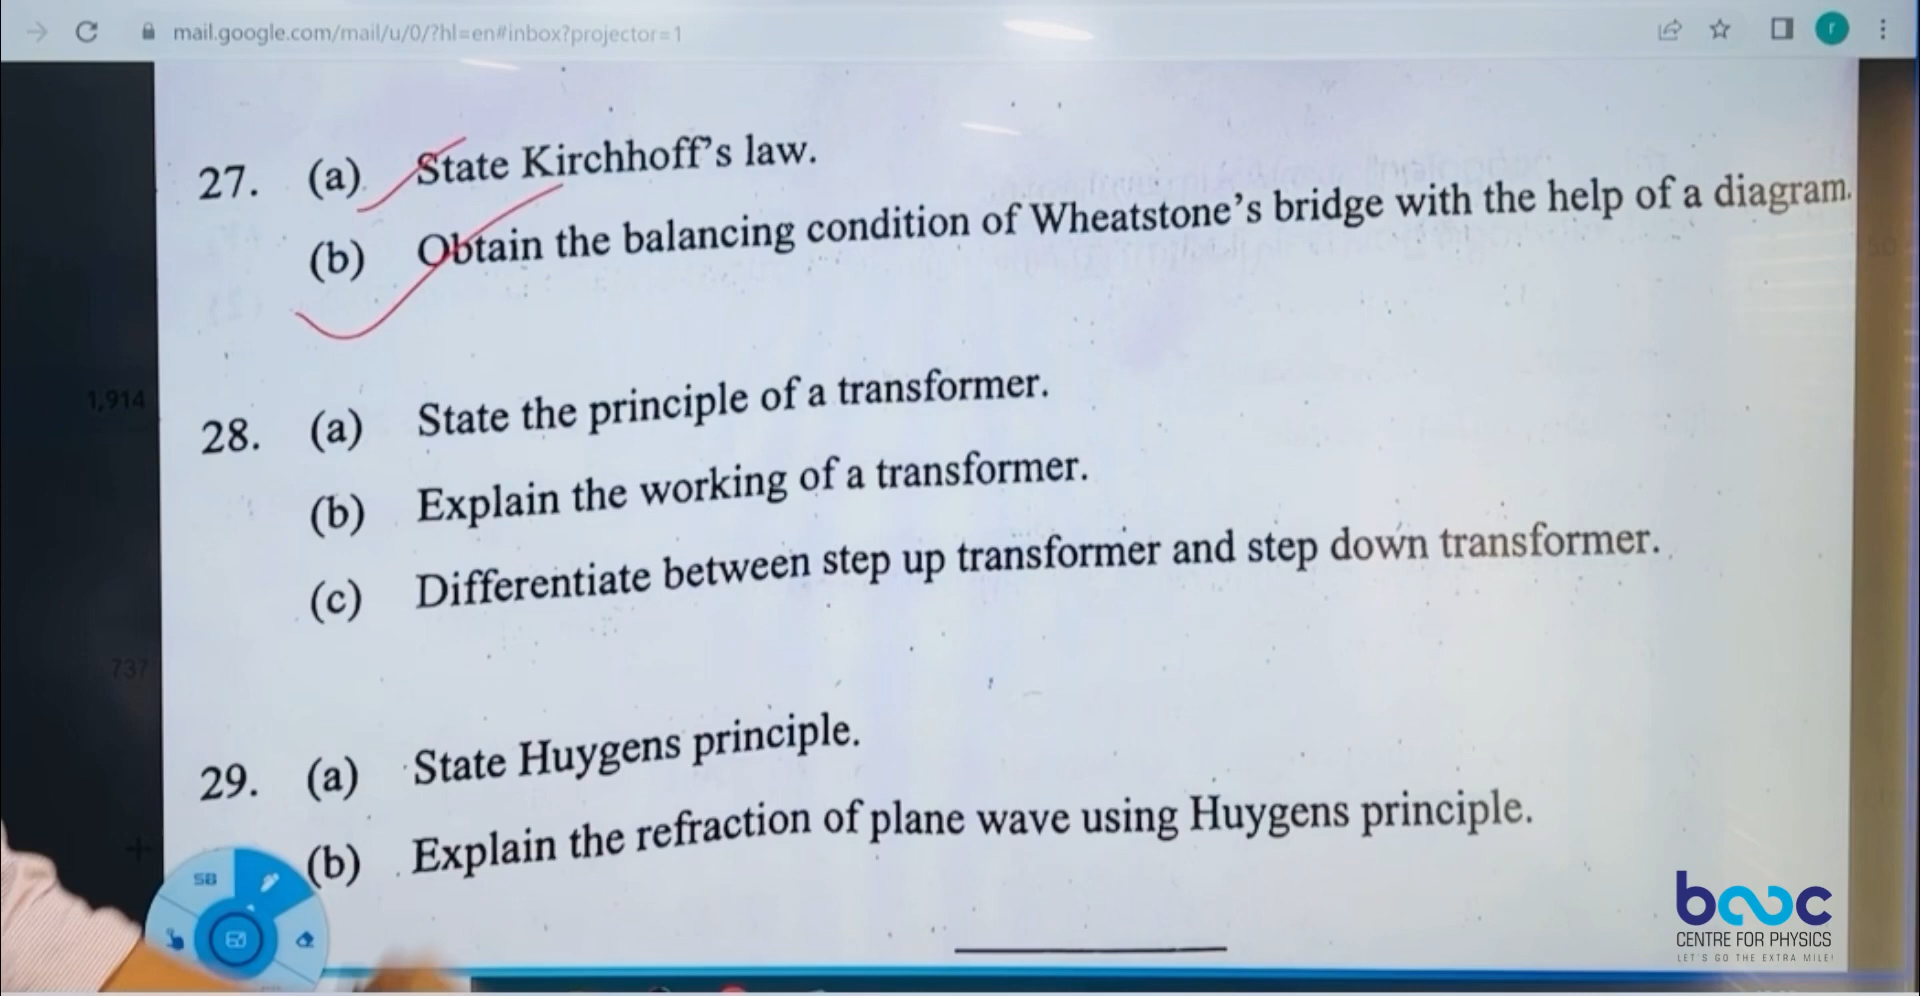 mail.google.com/mail/u/0/?hl=en#inbox?projector=1
r
27. (a) State Kirchhoff's law.
(b) Obtain the balancing condition of Wheatstone's bridge with the help of a diagram.
1,914
28. (a) State the principle of a transformer.
(b) Explain the working of a transformer.
(c) Differentiate between step up transformer and step down transformer.
737
29. (a) State Huygens principle.
(b) Explain the refraction of plane wave using Huygens principle.
SB
CENTRE FOR PHYSICS
LET'S GO THE EXTRA MILE!